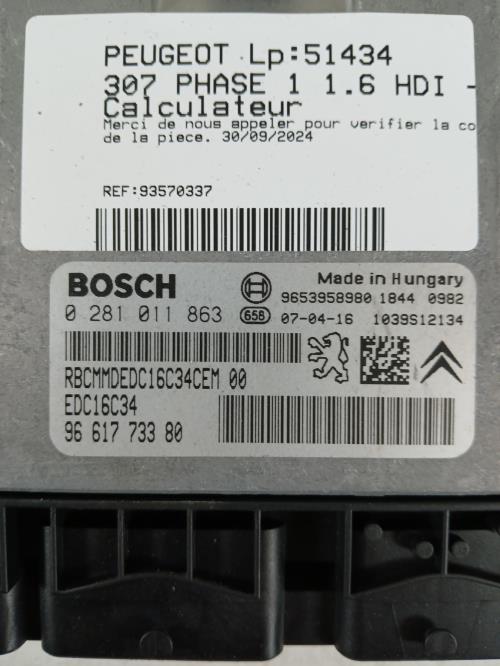 PEUGEOT Lp:51434
307 PHASE 1 1.6 HDI -
Calculateur
Merci de nous appeler pour verifier la co
de la piece. 30/09/2024
REF:93570337
BOSCH
Made in Hungary
9653958980 1844 0982
0 281 011 863
658
07-04-16 1039S12134
RBCMMDEDC16C34CEM 00
EDC16C34
96 617 733 80